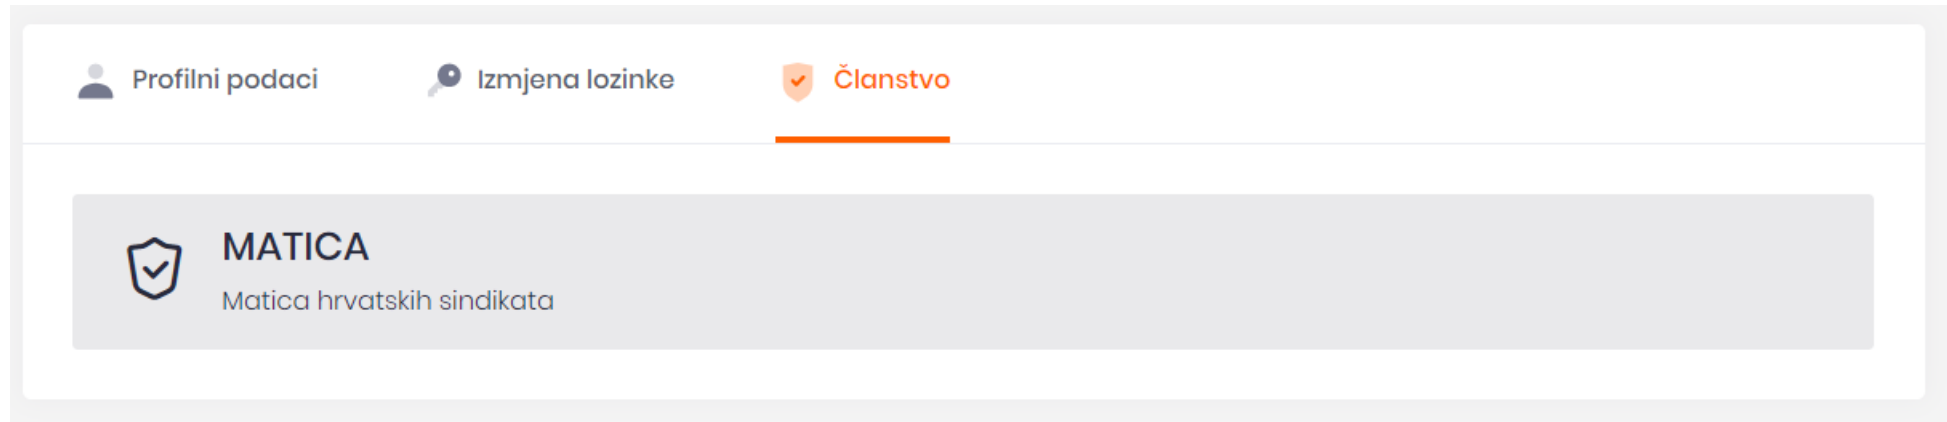 Profilni podaci
Izmjena lozinke
Članstvo
MATICA
Matica hrvatskih sindikata